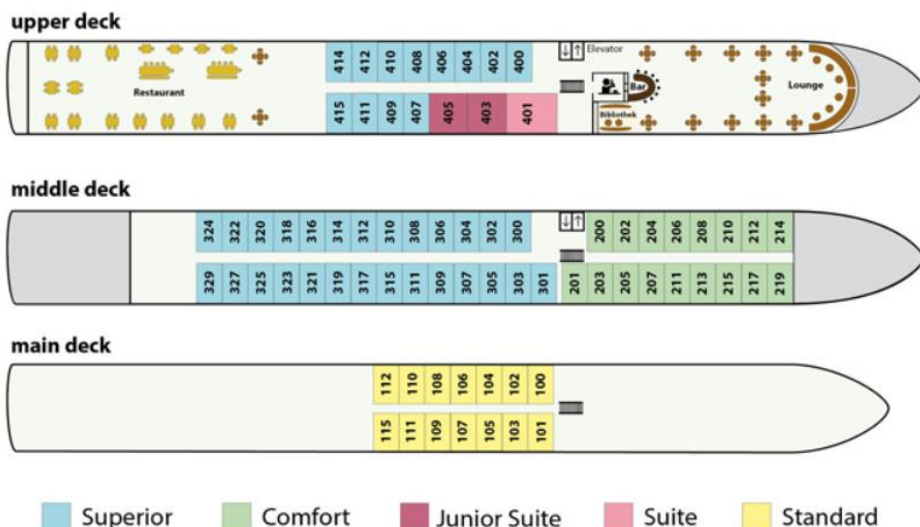 upper deck
414 412 410 408 406 404 402 400
Elevator
Restaurant
Bar
Lounge
415 411 409 407 405 403 401
Bibliothek
middle deck
324 322 320 318 316 314 312 310 308 306 304 302 300
200 202 204 206 208 210 212 214
329 327 325 323 321 319 317 315 311 309 307 305 303 301
201 203 205 207 211 213 215 217 219
main deck
112 110 108 106 104 102 100
115 111 109 107 105 103 101
Superior Comfort Junior Suite Suite Standard